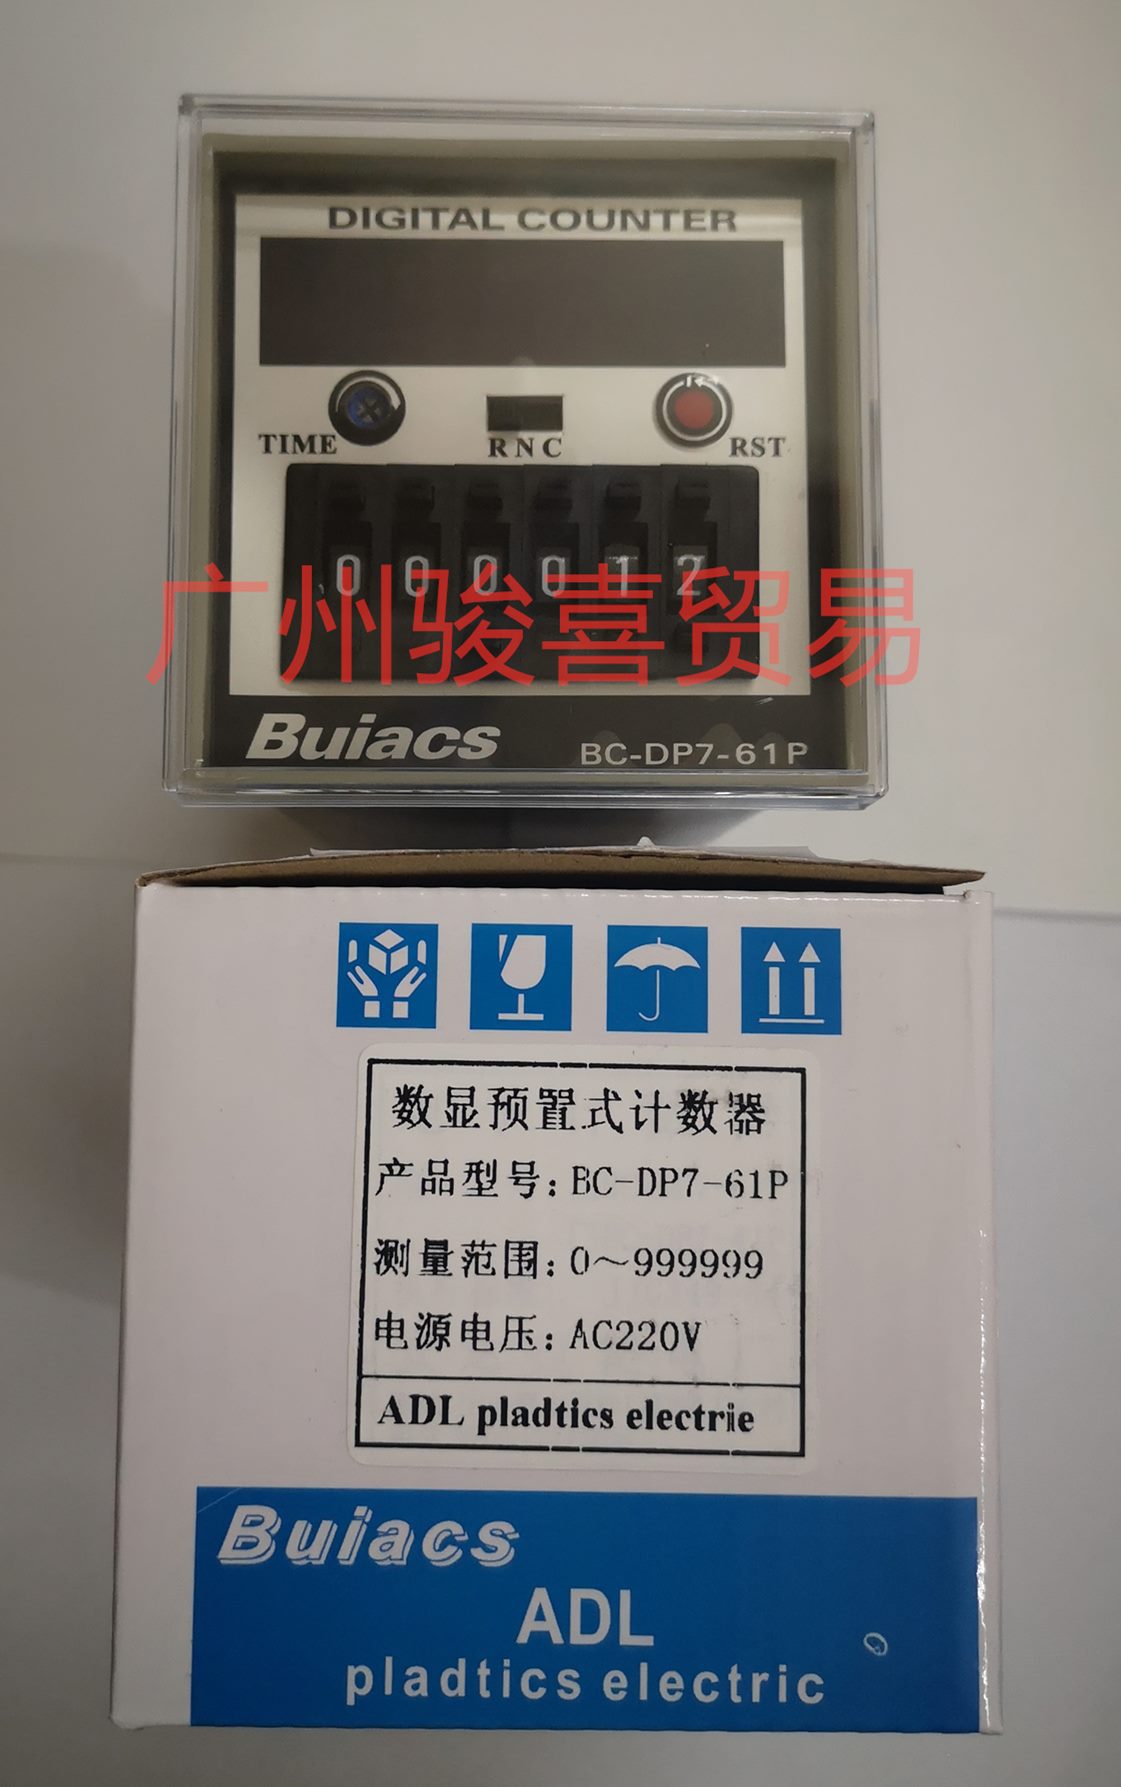 DIGITAL COUNTER
TIME
R N C
RST
000012
广州骏喜贸易
Buiacs
BC-DP7-61P
数显预置式计数器
产品型号：BC-DP7-61P
测量范围：0～999999
电源电压：AC220V
ADL pladtics electrie
Buiacs
ADL
pladtics electric